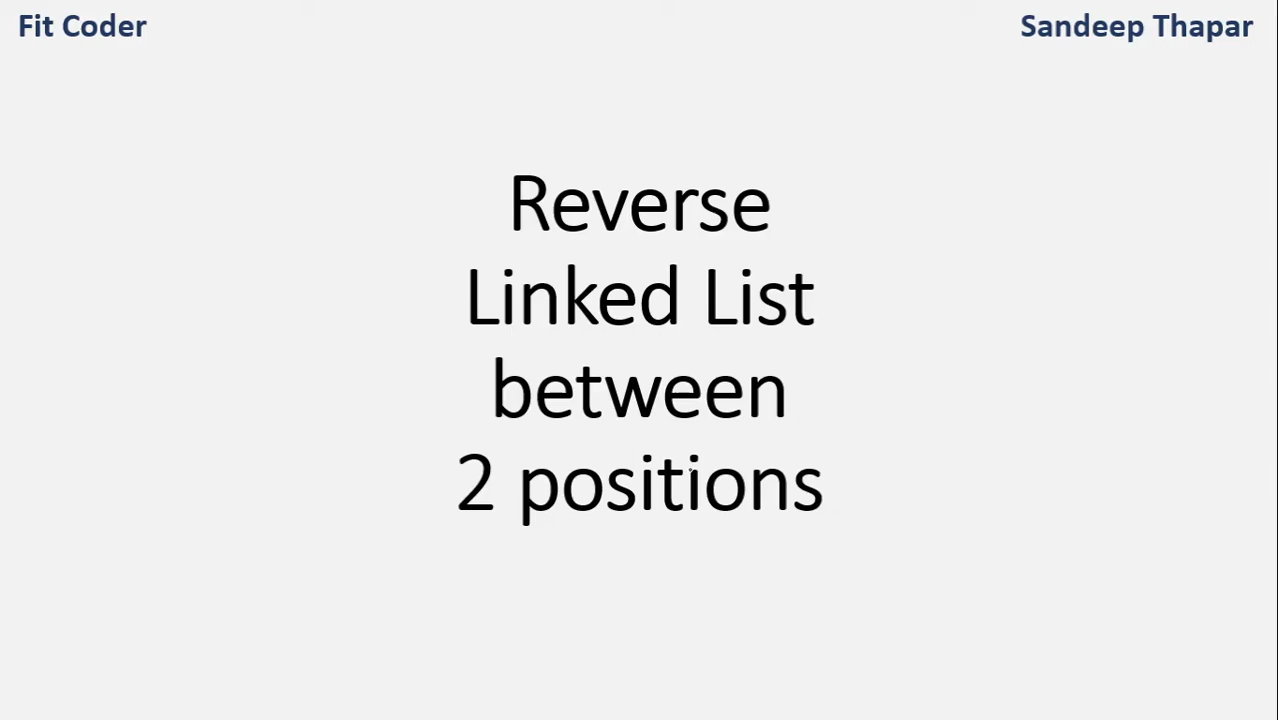 Fit Coder
Sandeep Thapar
Reverse
Linked List
between
2 positions